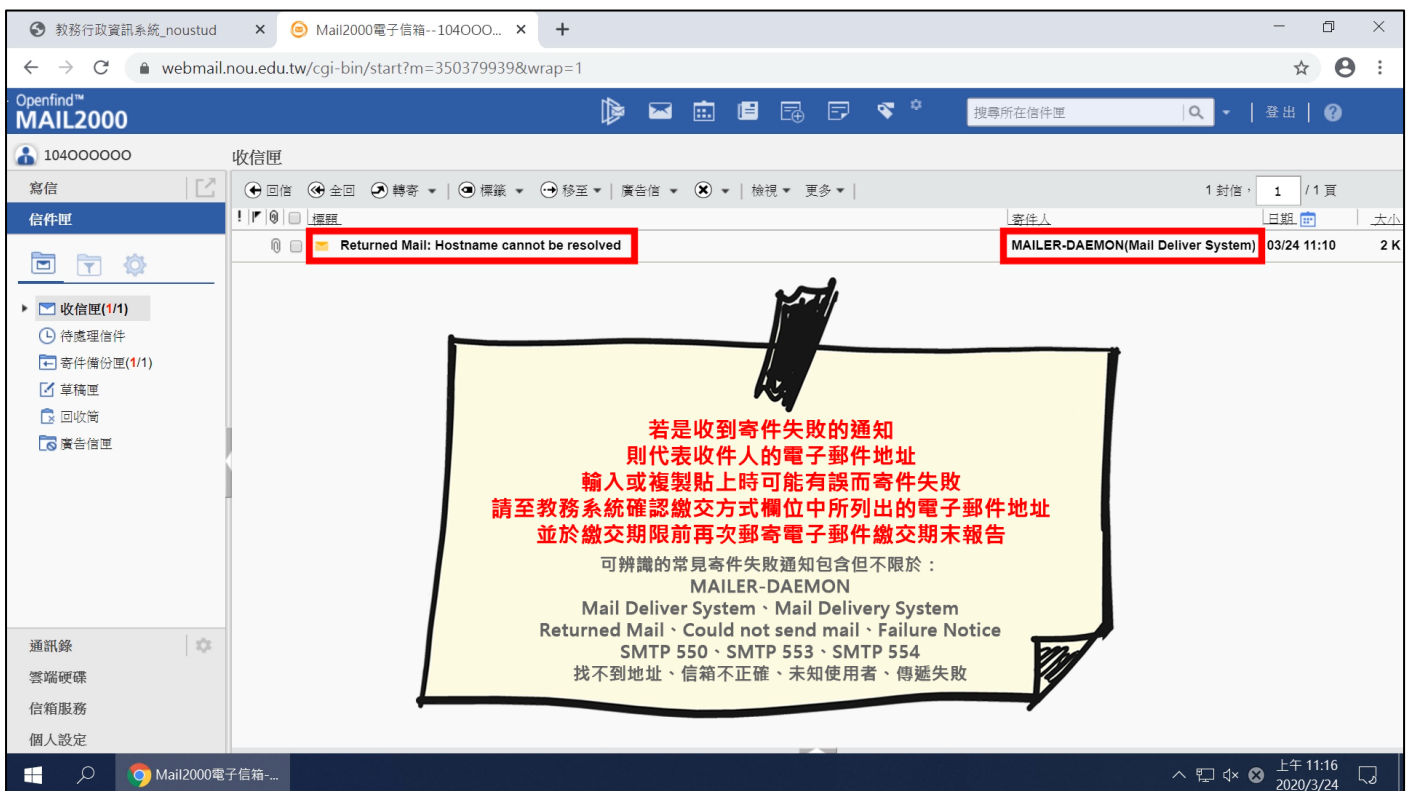 教務行政資訊系統_noustud
Mail2000電子信箱--104OOO...
webmail.nou.edu.tw/cgi-bin/start?m=350379939&wrap=1
Openfind™
MAIL2000
搜尋所在信件匣
登出
104OOOOOO
收信匣
寫信
回信 全回 轉寄 標籤 移至 廣告信 檢視 更多
1 封信, 1 / 1 頁
信件匣
! 標題 寄件人 日期 大小
Returned Mail: Hostname cannot be resolved MAILER-DAEMON(Mail Deliver System) 03/24 11:10 2 K
收信匣(1/1)
待處理信件
寄件備份匣(1/1)
草稿匣
回收筒
廣告信匣
若是收到寄件失敗的通知
則代表收件人的電子郵件地址
輸入或複製貼上時可能有誤而寄件失敗
請至教務系統確認繳交方式欄位中所列出的電子郵件地址
並於繳交期限前再次郵寄電子郵件繳交期末報告
可辨識的常見寄件失敗通知包含但不限於：
MAILER-DAEMON
Mail Deliver System、Mail Delivery System
Returned Mail、Could not send mail、Failure Notice
SMTP 550、SMTP 553、SMTP 554
找不到地址、信箱不正確、未知使用者、傳遞失敗
通訊錄
雲端硬碟
信箱服務
個人設定
Mail2000電子信箱-...
上午 11:16
2020/3/24